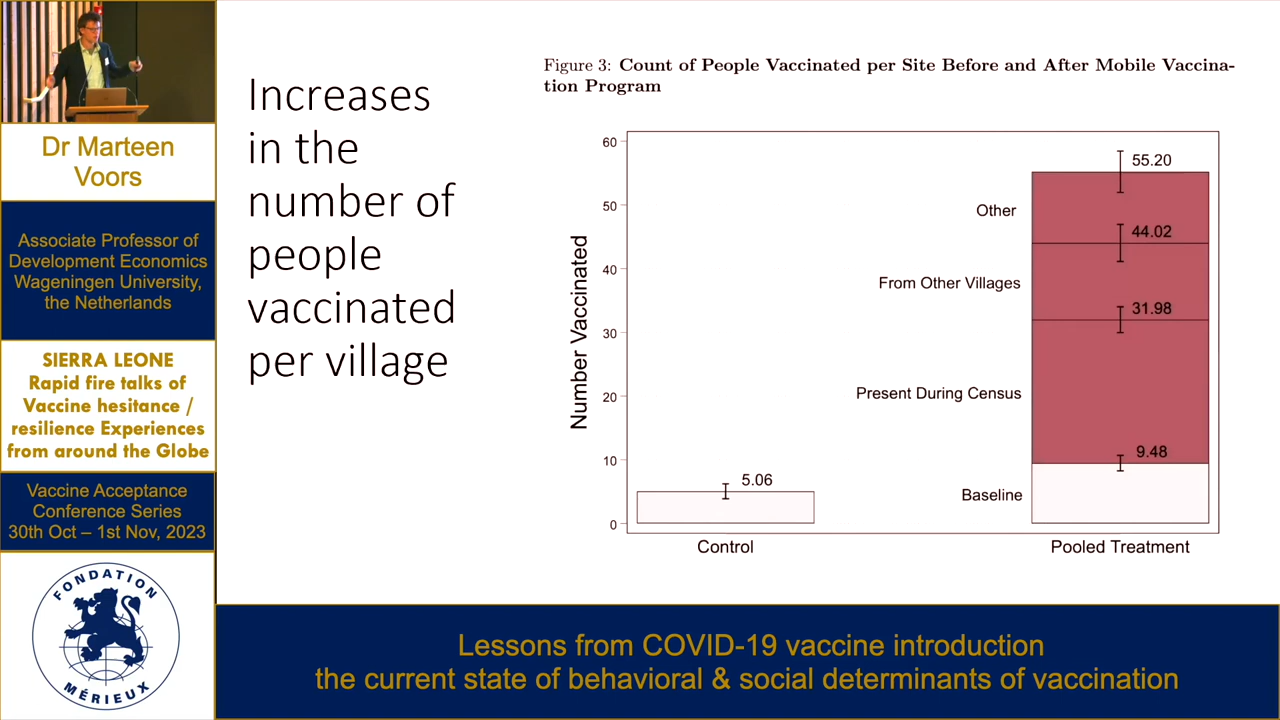 Dr Marteen
Voors
Associate Professor of
Development Economics
Wageningen University,
the Netherlands
SIERRA LEONE
Rapid fire talks of
Vaccine hesitance /
resilience Experiences
from around the Globe
Vaccine Acceptance
Conference Series
30th Oct – 1st Nov, 2023
FONDATION
MÉRIEUX
Increases
in the
number of
people
vaccinated
per village
Figure 3: Count of People Vaccinated per Site Before and After Mobile Vaccina-
tion Program
Number Vaccinated
60
50
40
30
20
10
0
5.06
Other
From Other Villages
Present During Census
Baseline
55.20
44.02
31.98
9.48
Control
Pooled Treatment
Lessons from COVID-19 vaccine introduction
the current state of behavioral & social determinants of vaccination